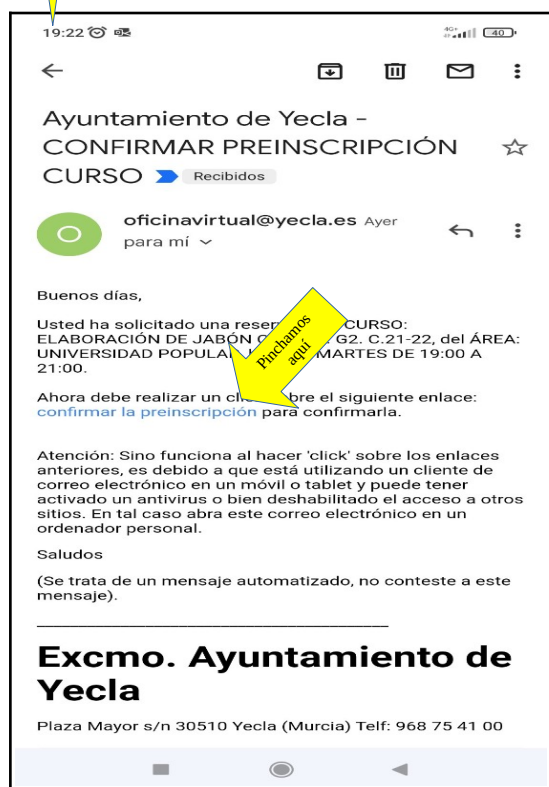 19:22
4G+
40
Ayuntamiento de Yecla –
CONFIRMAR PREINSCRIPCIÓN
CURSO Recibidos
O
oficinavirtual@yecla.es Ayer
para mí
Buenos días,
Usted ha solicitado una reser CURSO:
ELABORACIÓN DE JABÓN G2. C.21-22, del ÁREA:
UNIVERSIDAD POPULA MARTES DE 19:00 A
21:00.
Pinchamos
aquí
Ahora debe realizar un cl bre el siguiente enlace:
confirmar la preinscripción para confirmarla.
Atención: Sino funciona al hacer 'click' sobre los enlaces
anteriores, es debido a que está utilizando un cliente de
correo electrónico en un móvil o tablet y puede tener
activado un antivirus o bien deshabilitado el acceso a otros
sitios. En tal caso abra este correo electrónico en un
ordenador personal.
Saludos
(Se trata de un mensaje automatizado, no conteste a este
mensaje).
Excmo. Ayuntamiento de
Yecla
Plaza Mayor s/n 30510 Yecla (Murcia) Telf: 968 75 41 00